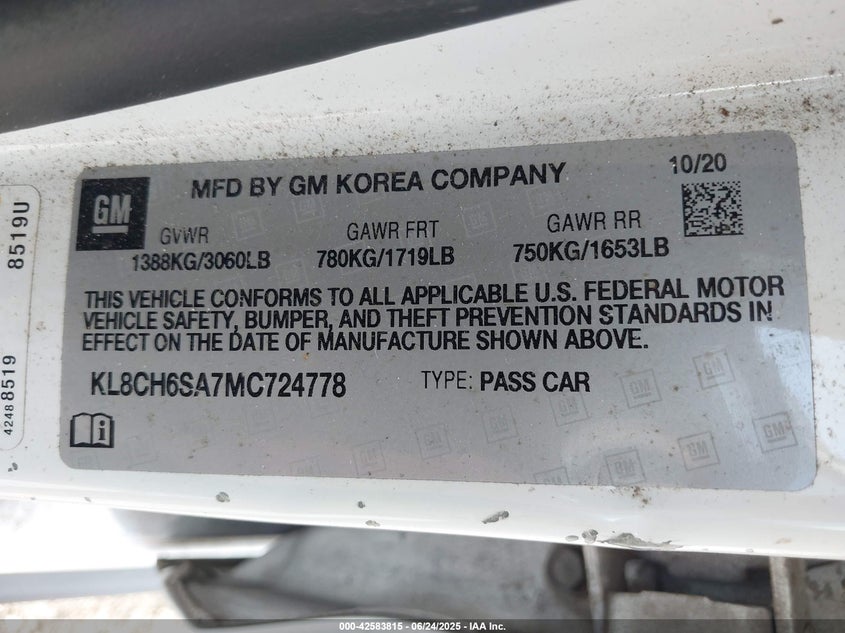 MFD BY GM KOREA COMPANY
10/20
GM
GVWR
GAWR FRT
GAWR RR
1388KG/3060LB
780KG/1719LB
750KG/1653LB
THIS VEHICLE CONFORMS TO ALL APPLICABLE U.S. FEDERAL MOTOR
VEHICLE SAFETY, BUMPER, AND THEFT PREVENTION STANDARDS IN
EFFECT ON THE DATE OF MANUFACTURE SHOWN ABOVE.
KL8CH6SA7MC724778
TYPE: PASS CAR
8519U
42488519
000-42583815 - 06/24/2025 - IAA Inc.